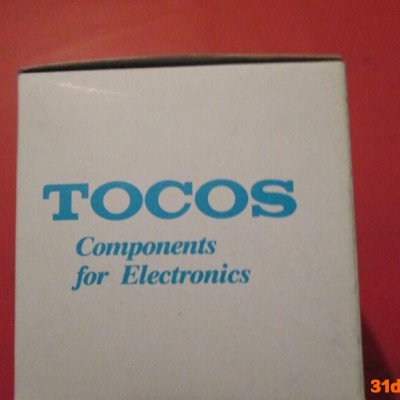 TOCOS
Components
for Electronics
31d